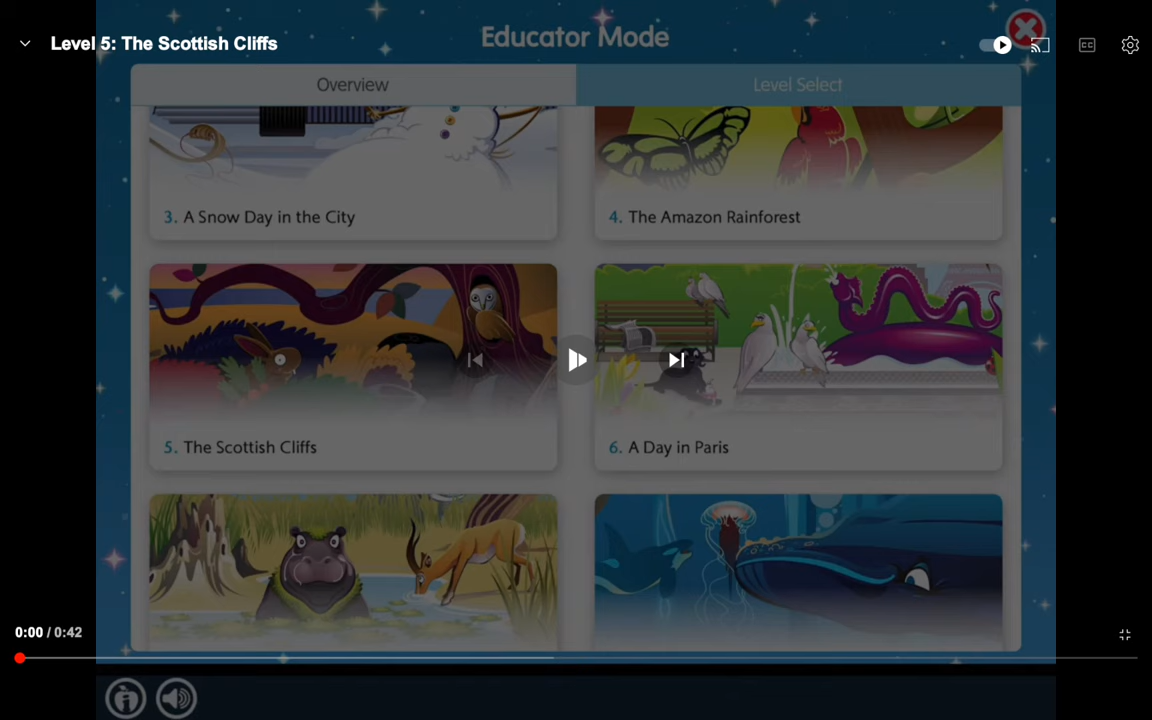 Level 5: The Scottish Cliffs
Educator Mode
CC
Overview
Level Select
3. A Snow Day in the City
4. The Amazon Rainforest
5. The Scottish Cliffs
6. A Day in Paris
0:00 / 0:42